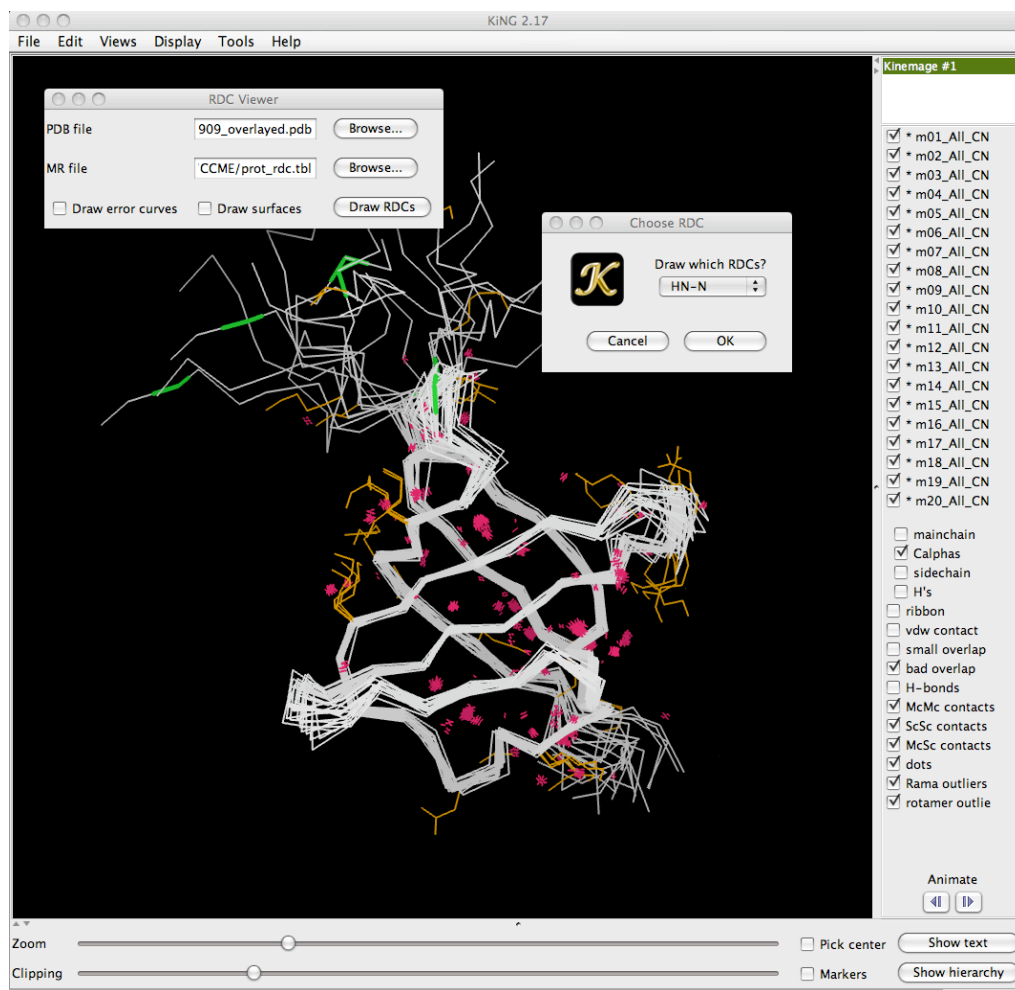 KiNG 2.17
File Edit Views Display Tools Help
RDC Viewer
PDB file 909_overlayed.pdb Browse...
MR file CCME/prot_rdc.tbl Browse...
Draw error curves Draw surfaces Draw RDCs
Choose RDC
Draw which RDCs?
HN-N
Cancel OK
Kinemage #1
* m01_All_CN
* m02_All_CN
* m03_All_CN
* m04_All_CN
* m05_All_CN
* m06_All_CN
* m07_All_CN
* m08_All_CN
* m09_All_CN
* m10_All_CN
* m11_All_CN
* m12_All_CN
* m13_All_CN
* m14_All_CN
* m15_All_CN
* m16_All_CN
* m17_All_CN
* m18_All_CN
* m19_All_CN
* m20_All_CN
mainchain
Calphas
sidechain
H's
ribbon
vdw contact
small overlap
bad overlap
H-bonds
McMc contacts
ScSc contacts
McSc contacts
dots
Rama outliers
rotamer outlie
Animate
Zoom Pick center Show text
Clipping Markers Show hierarchy